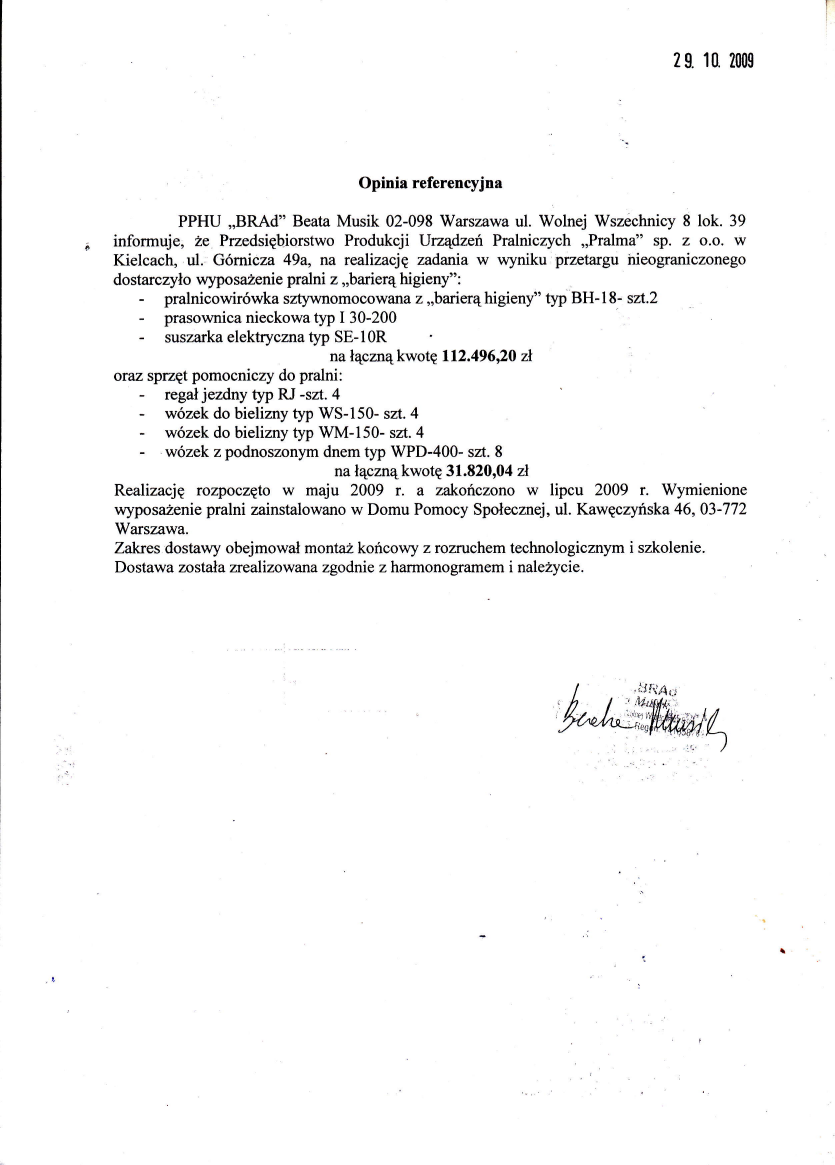 29. 10. 2009
Opinia referencyjna
PPHU „BRAd” Beata Musik 02-098 Warszawa ul. Wolnej Wszechnicy 8 lok. 39
informuje, że Przedsiębiorstwo Produkcji Urządzeń Pralniczych „Pralma” sp. z o.o. w
Kielcach, ul. Górnicza 49a, na realizację zadania w wyniku przetargu nieograniczonego
dostarczyło wyposażenie pralni z „barierą higieny”:
- pralnicowirówka sztywnomocowana z „barierą higieny” typ BH-18- szt.2
- prasownica nieckowa typ I 30-200
- suszarka elektryczna typ SE-10R
na łączną kwotę 112.496,20 zł
oraz sprzęt pomocniczy do pralni:
- regał jezdny typ RJ -szt. 4
- wózek do bielizny typ WS-150- szt. 4
- wózek do bielizny typ WM-150- szt. 4
- wózek z podnoszonym dnem typ WPD-400- szt. 8
na łączną kwotę 31.820,04 zł
Realizację rozpoczęto w maju 2009 r. a zakończono w lipcu 2009 r. Wymienione
wyposażenie pralni zainstalowano w Domu Pomocy Społecznej, ul. Kawęczyńska 46, 03-772
Warszawa.
Zakres dostawy obejmował montaż końcowy z rozruchem technologicznym i szkolenie.
Dostawa została zrealizowana zgodnie z harmonogramem i należycie.
BRAd